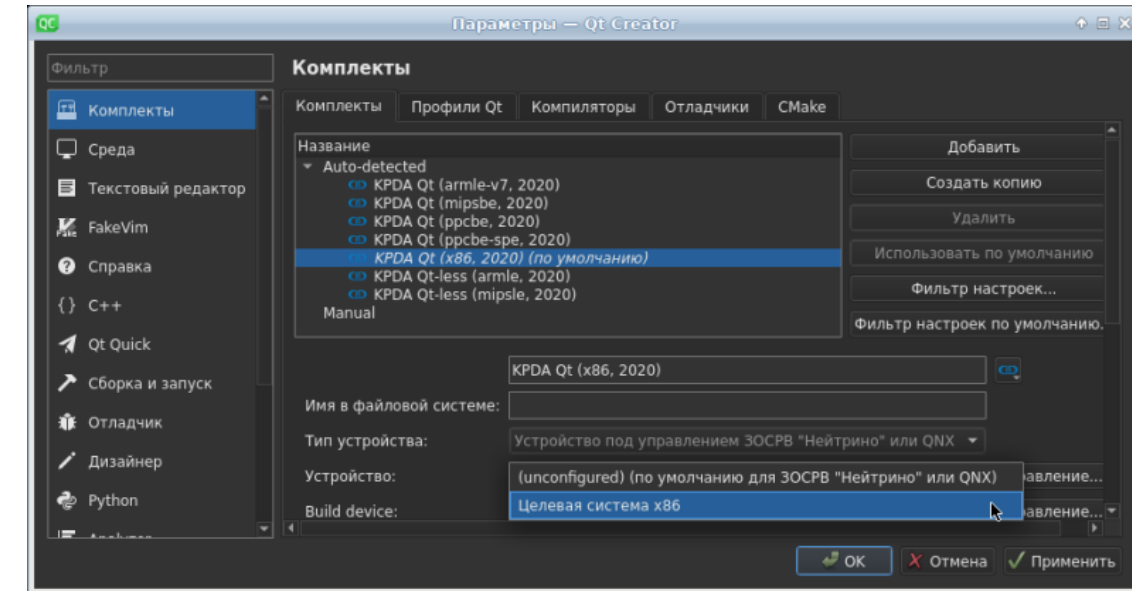 QC Параметры — Qt Creator
Фильтр
Комплекты
Среда
Текстовый редактор
FakeVim
Справка
{} C++
Qt Quick
Сборка и запуск
Отладчик
Дизайнер
Python
Комплекты
Комплекты Профили Qt Компиляторы Отладчики CMake
Название
Auto-detected
KPDA Qt (armle-v7, 2020)
KPDA Qt (mipsbe, 2020)
KPDA Qt (ppcbe, 2020)
KPDA Qt (ppcbe-spe, 2020)
KPDA Qt (x86, 2020) (по умолчанию)
KPDA Qt-less (armle, 2020)
KPDA Qt-less (mipsle, 2020)
Manual
Добавить
Создать копию
Удалить
Использовать по умолчанию
Фильтр настроек...
Фильтр настроек по умолчанию.
KPDA Qt (x86, 2020)
Имя в файловой системе:
Тип устройства: Устройство под управлением ЗОСРВ "Нейтрино" или QNX
Устройство: (unconfigured) (по умолчанию для ЗОСРВ "Нейтрино" или QNX) авление...
Build device: Целевая система x86 авление...
OK Отмена Применить